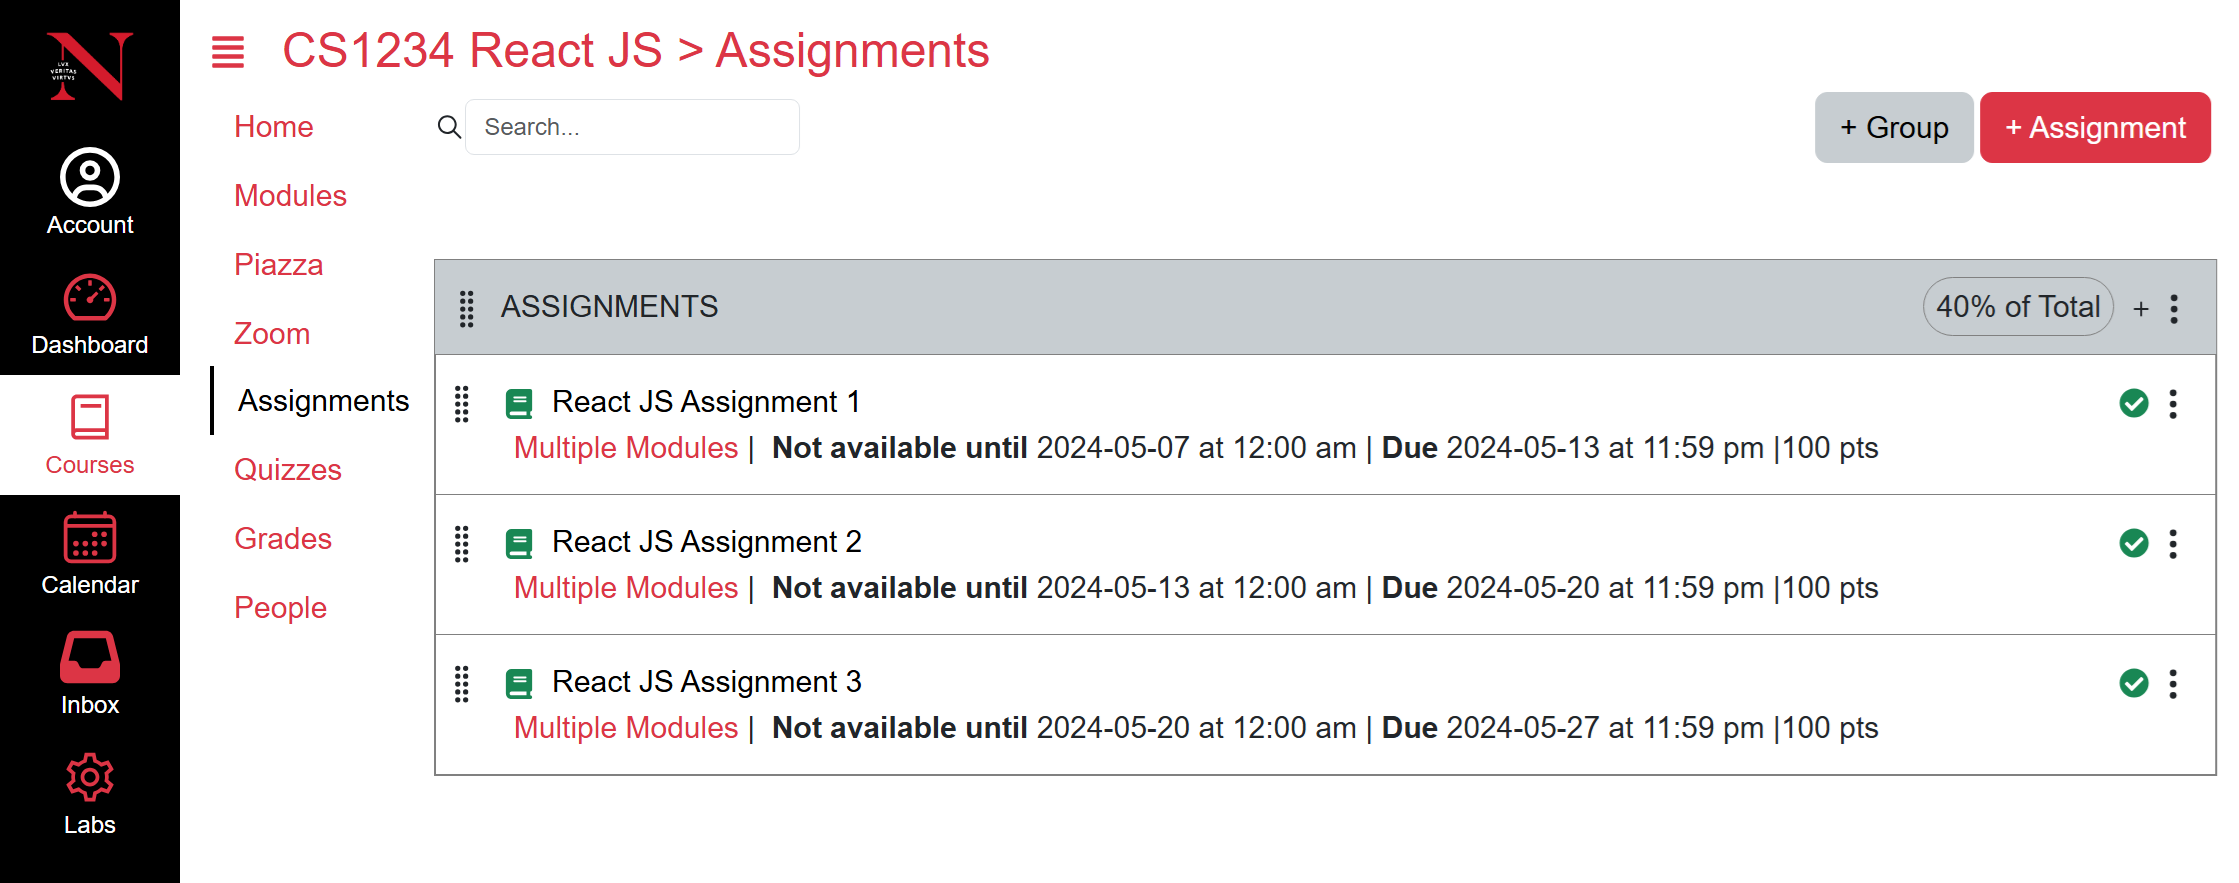 LVX
VERITAS
VIRTVS
Account
Dashboard
Courses
Calendar
Inbox
Labs
CS1234 React JS > Assignments
Home
Modules
Piazza
Zoom
Assignments
Quizzes
Grades
People
Search...
+ Group
+ Assignment
ASSIGNMENTS
40% of Total +
React JS Assignment 1
Multiple Modules | Not available until 2024-05-07 at 12:00 am | Due 2024-05-13 at 11:59 pm |100 pts
React JS Assignment 2
Multiple Modules | Not available until 2024-05-13 at 12:00 am | Due 2024-05-20 at 11:59 pm |100 pts
React JS Assignment 3
Multiple Modules | Not available until 2024-05-20 at 12:00 am | Due 2024-05-27 at 11:59 pm |100 pts